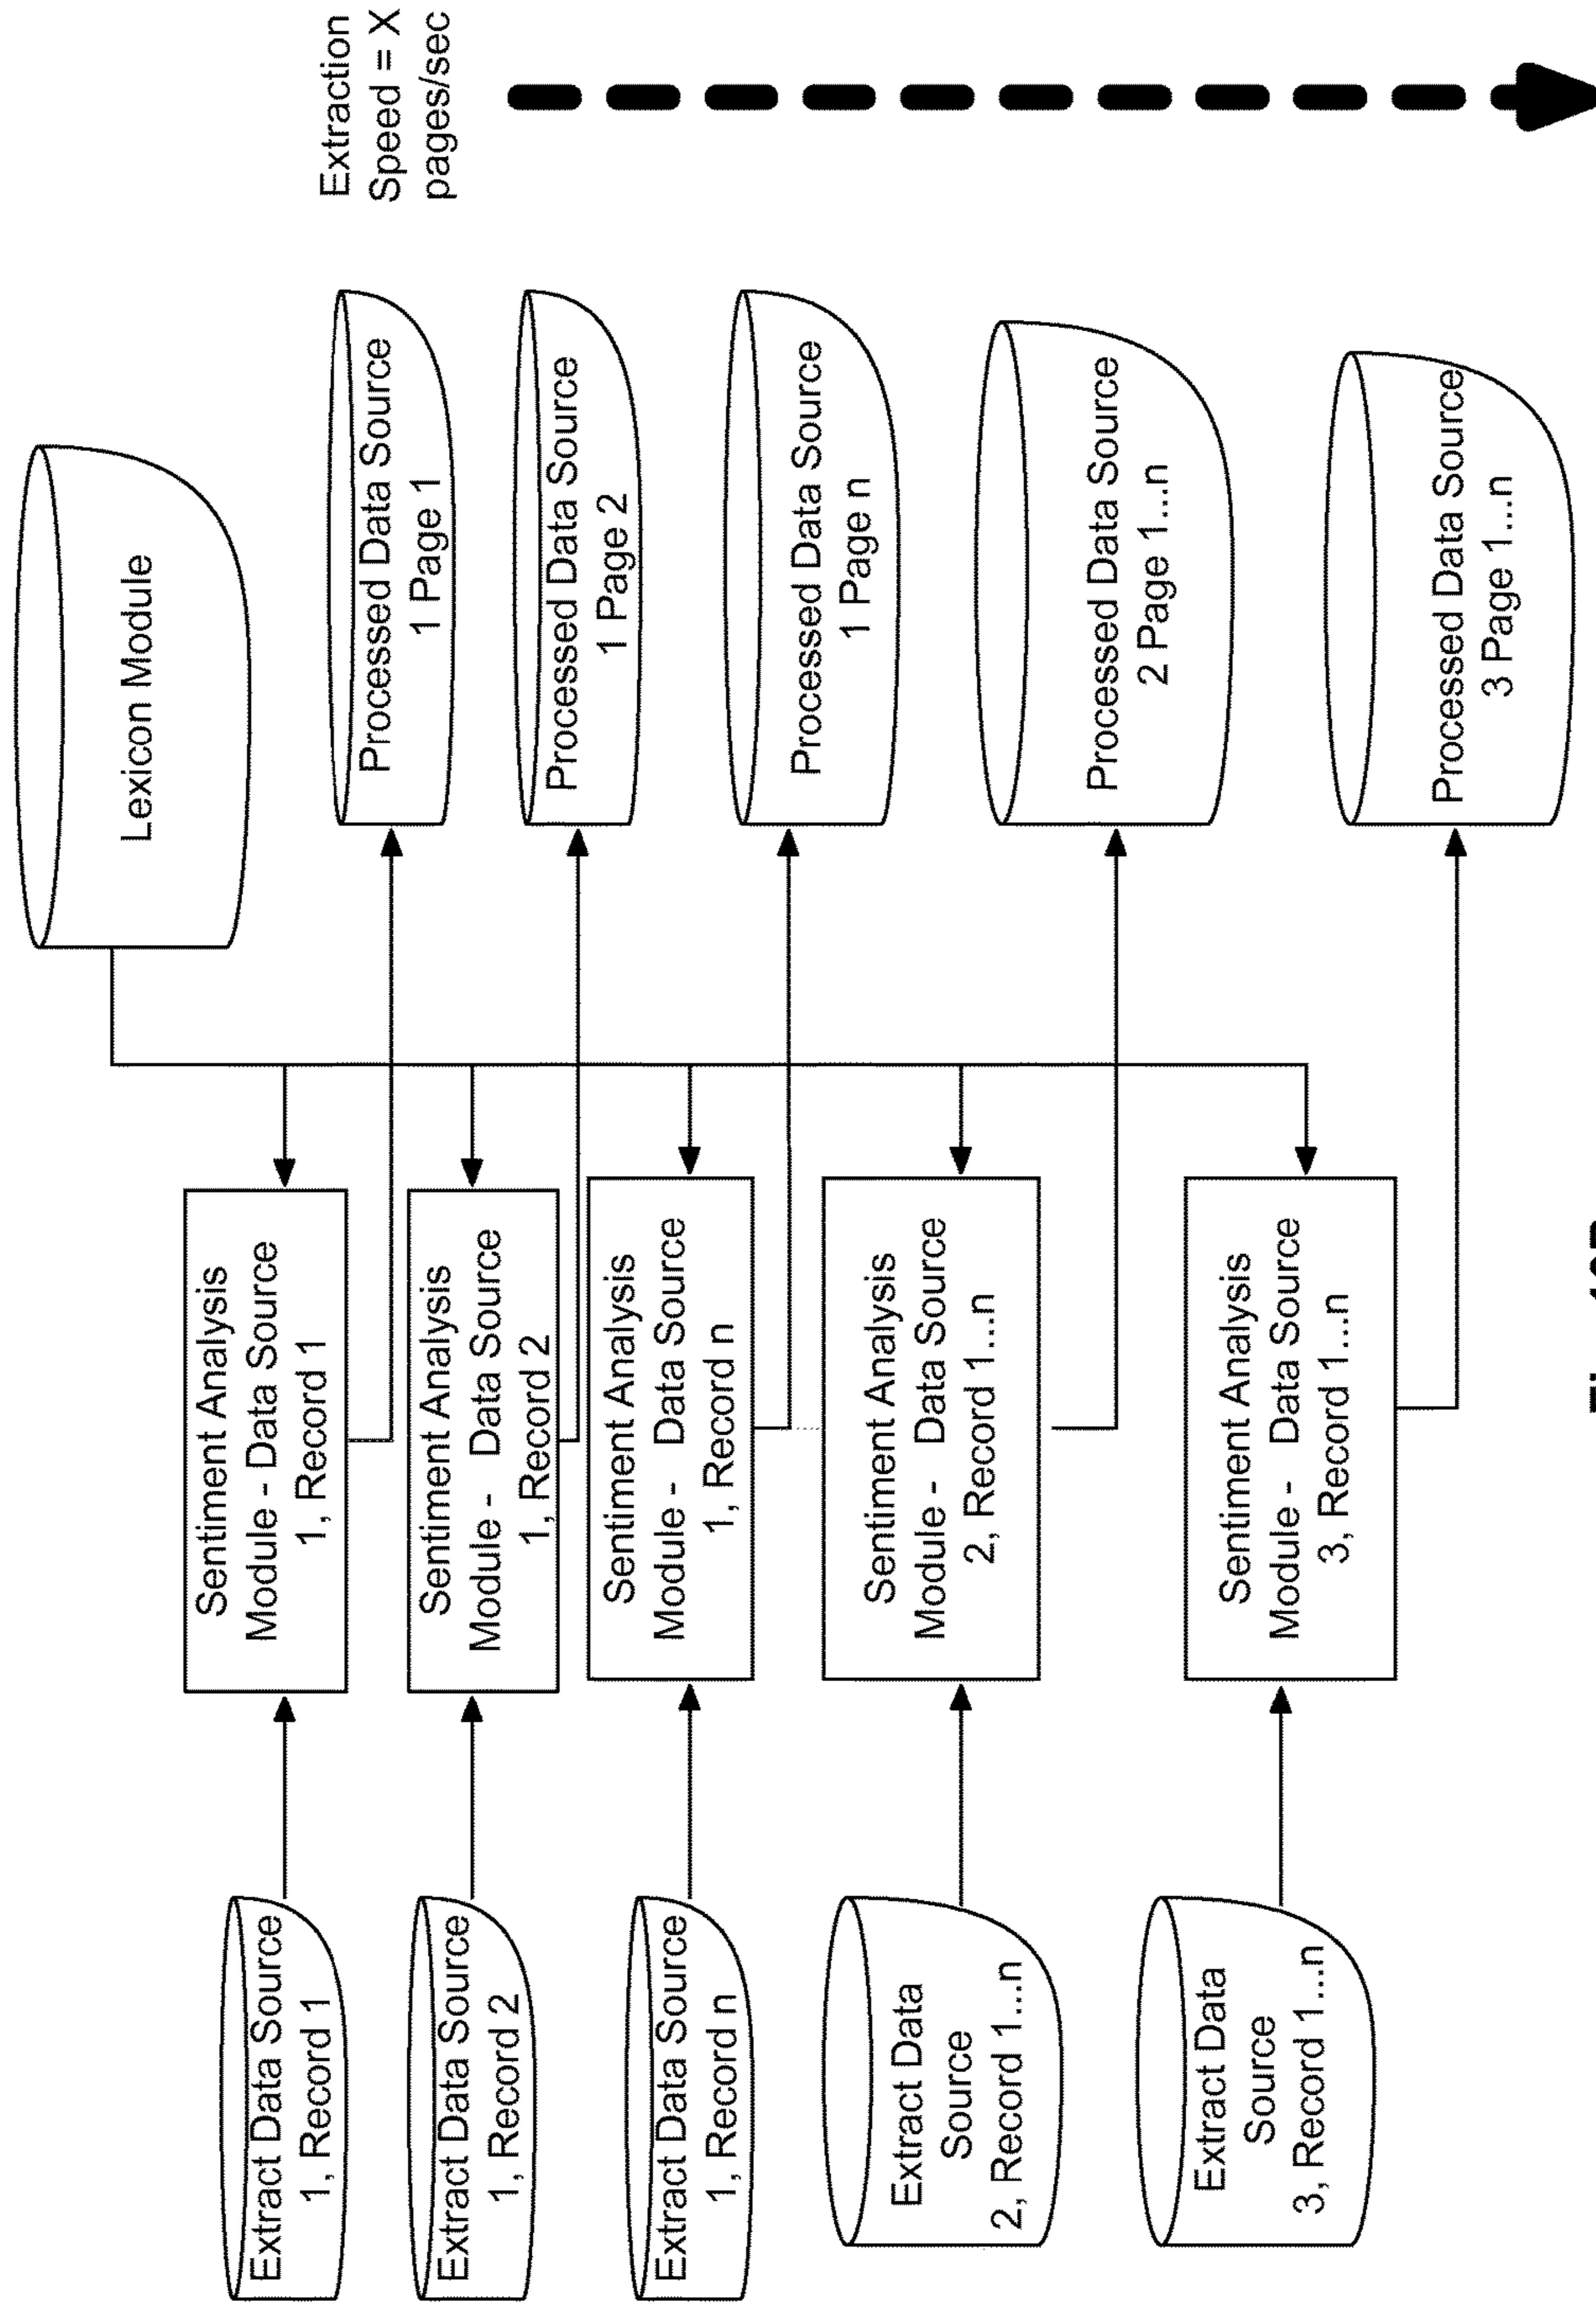 Lexicon Module
Extract Data Source
1, Record 1
Sentiment Analysis
Module - Data Source
1, Record 1
Processed Data Source
1 Page 1
Extraction
Speed = X
pages/sec
Extract Data Source
1, Record 2
Sentiment Analysis
Module - Data Source
1, Record 2
Processed Data Source
1 Page 2
Extract Data Source
1, Record n
Sentiment Analysis
Module - Data Source
1, Record n
Processed Data Source
1 Page n
Extract Data
Source
2, Record 1...n
Sentiment Analysis
Module - Data Source
2, Record 1...n
Processed Data Source
2 Page 1...n
Extract Data
Source
3, Record 1...n
Sentiment Analysis
Module - Data Source
3, Record 1...n
Processed Data Source
3 Page 1...n